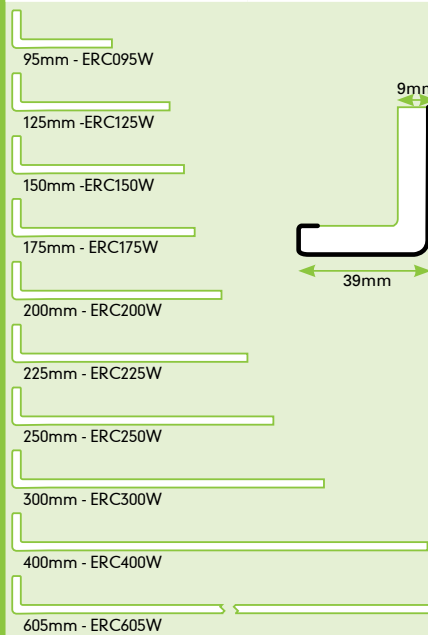 95mm - ERC095W
9mm
125mm -ERC125W
150mm -ERC150W
175mm - ERC175W
39mm
200mm - ERC200W
225mm - ERC225W
250mm - ERC250W
300mm - ERC300W
400mm - ERC400W
605mm - ERC605W